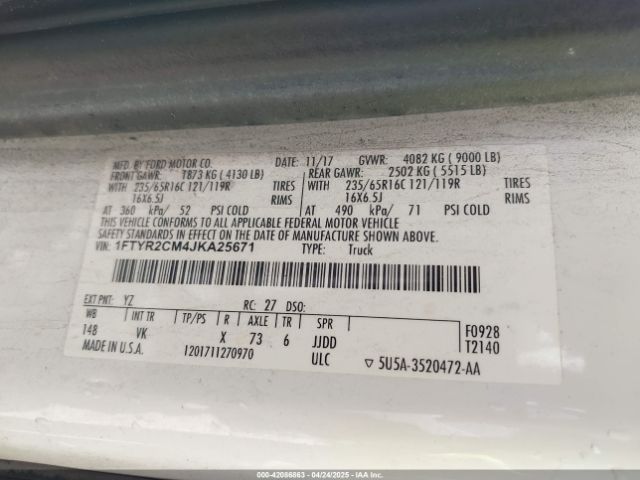 MFD. BY FORD MOTOR CO. DATE: 11/17 GVWR: 4082 KG ( 9000 LB)
FRONT GAWR: 1873 KG ( 4130 LB) REAR GAWR: 2502 KG ( 5515 LB)
WITH 235/65R16C 121/119R TIRES WITH 235/65R16C 121/119R TIRES
16X6.5J RIMS 16X6.5J RIMS
AT 360 kPa/ 52 PSI COLD AT 490 kPa/ 71 PSI COLD
THIS VEHICLE CONFORMS TO ALL APPLICABLE FEDERAL MOTOR VEHICLE
SAFETY STANDARDS IN EFFECT ON THE DATE OF MANUFACTURE SHOWN ABOVE.
VIN: 1FTYR2CM4JKA25671 TYPE: Truck
EXT PNT: YZ RC: 27 DSO:
WB INT TR TP/PS R AXLE TR SPR F0928
148 VK X 73 6 JJDD T2140
MADE IN U.S.A. 1201711270970 ULC ▽ 5U5A-3520472-AA
000-42086863 - 04/24/2025 - IAAI.COM